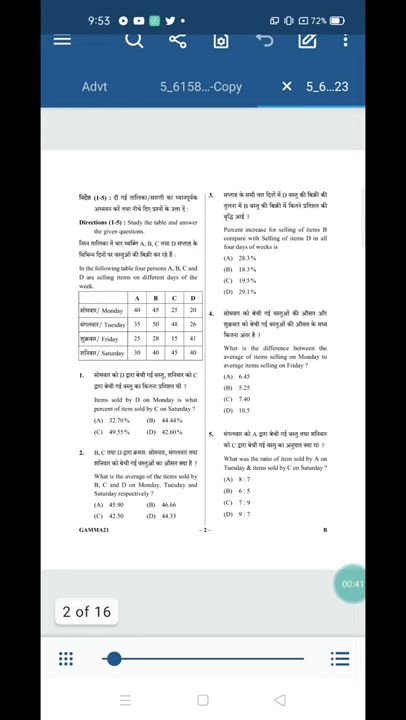 9:53
72%
Advt
5_6158...-Copy
5_6...23
निर्देश (1-5) : दी गई तालिका/सारणी का ध्यानपूर्वक
अध्ययन करें तथा नीचे दिए प्रश्नों के उत्तर दें :
Directions (1-5) : Study the table and answer
the given questions.
निम्न तालिका में चार व्यक्ति A, B, C तथा D सप्ताह के
विभिन्न दिनों पर वस्तुओं की बिक्री कर रहे हैं :
In the following table four persons A, B, C and
D are selling items on different days of the
week.
A B C D
सोमवार/ Monday 40 45 25 20
मंगलवार/ Tuesday 35 50 48 26
शुक्रवार/ Friday 25 28 15 41
शनिवार/ Saturday 30 40 45 40
1. सोमवार को D द्वारा बेची गई वस्तु, शनिवार को C
द्वारा बेची गई वस्तु का कितना प्रतिशत थी ?
Items sold by D on Monday is what
percent of item sold by C on Saturday ?
(A) 32.70% (B) 44.44%
(C) 49.55% (D) 42.60%
2. B, C तथा D द्वारा क्रमशः सोमवार, मंगलवार तथा
शनिवार को बेची गई वस्तुओं का औसत क्या है ?
What is the average of the items sold by
B, C and D on Monday, Tuesday and
Saturday respectively ?
(A) 45.90 (B) 46.66
(C) 42.50 (D) 44.33
3. सप्ताह के सभी चार दिनों में D वस्तु की बिक्री की
तुलना में B वस्तु की बिक्री में कितने प्रतिशत की
वृद्धि आई ?
Percent increase for selling of items B
compare with Selling of items D in all
four days of weeks is
(A) 28.3%
(B) 18.3%
(C) 19.5%
(D) 29.1%
4. सोमवार को बेची गई वस्तुओं की औसत और
शुक्रवार को बेची गई वस्तुओं की औसत के मध्य
कितना अंतर है ?
What is the difference between the
average of items selling on Monday to
average items selling on Friday ?
(A) 6.45
(B) 5.25
(C) 7.40
(D) 10.5
5. मंगलवार को A द्वारा बेची गई वस्तु तथा शनिवार
को C द्वारा बेची गई वस्तु का अनुपात क्या था ?
What was the ratio of item sold by A on
Tuesday & items sold by C on Saturday ?
(A) 8 : 7
(B) 6 : 5
(C) 7 : 9
(D) 9 : 7
GAMMA21 – 2 – B
00:41
2 of 16